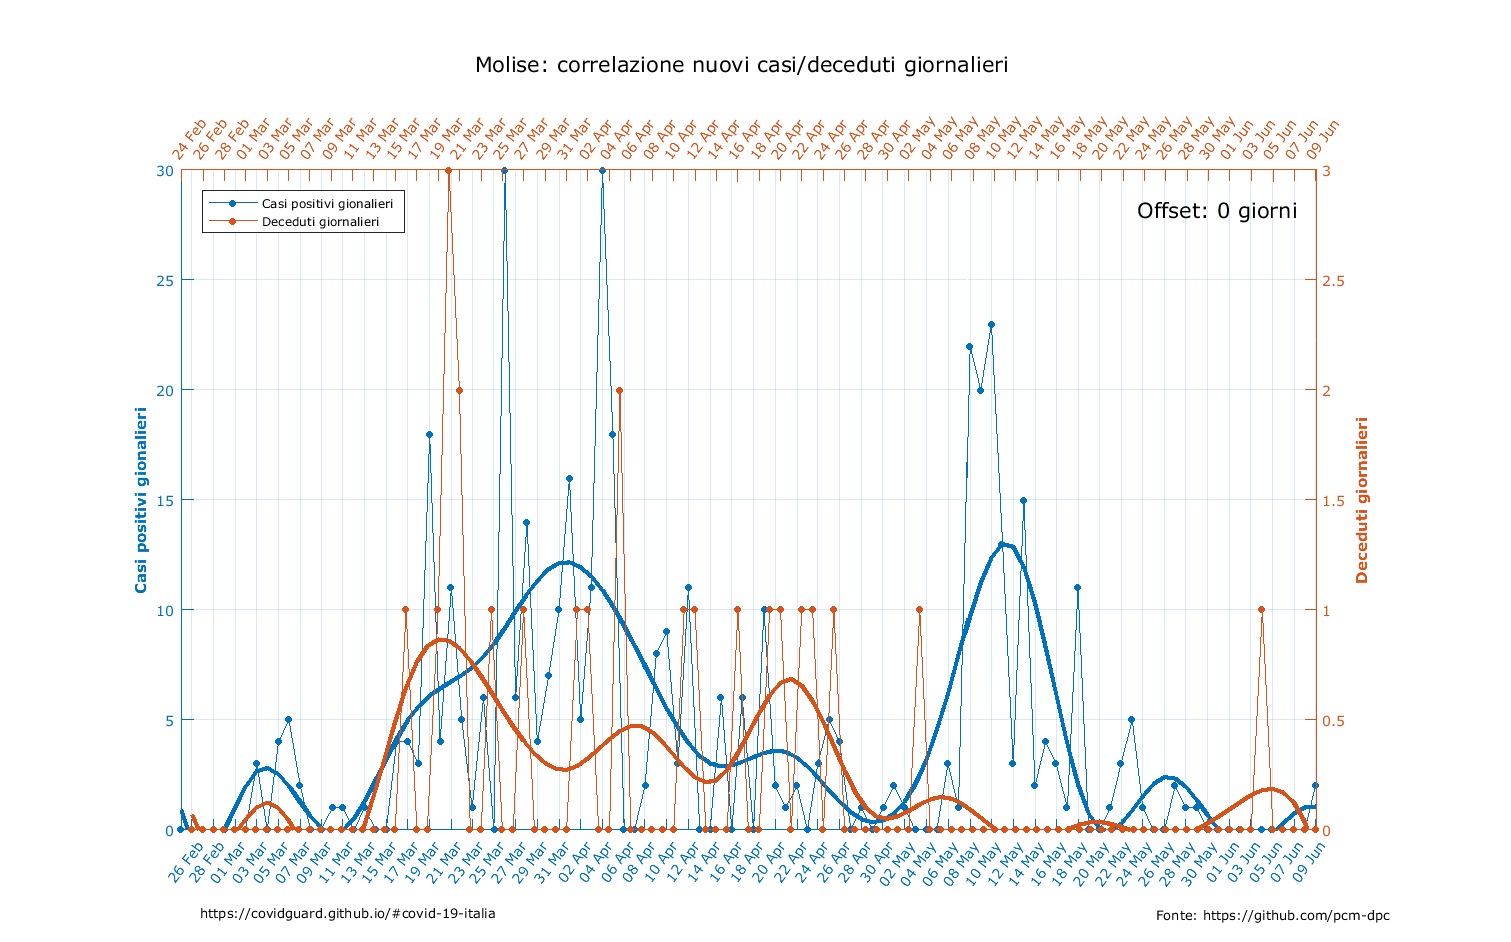 Molise: correlazione nuovi casi/deceduti giornalieri
24 Feb 26 Feb 28 Feb 01 Mar 03 Mar 05 Mar 07 Mar 09 Mar 11 Mar 13 Mar 15 Mar 17 Mar 19 Mar 21 Mar 23 Mar 25 Mar 27 Mar 29 Mar 31 Mar 02 Apr 04 Apr 06 Apr 08 Apr 10 Apr 12 Apr 14 Apr 16 Apr 18 Apr 20 Apr 22 Apr 24 Apr 26 Apr 28 Apr 30 Apr 02 May 04 May 06 May 08 May 10 May 12 May 14 May 16 May 18 May 20 May 22 May 24 May 26 May 28 May 30 May 01 Jun 03 Jun 05 Jun 07 Jun 09 Jun
30
25
20
15
10
5
0
Casi positivi gionalieri
Casi positivi gionalieri
Deceduti giornalieri
Offset: 0 giorni
3
2.5
2
1.5
1
0.5
0
Deceduti giornalieri
26 Feb 28 Feb 01 Mar 03 Mar 05 Mar 07 Mar 09 Mar 11 Mar 13 Mar 15 Mar 17 Mar 19 Mar 21 Mar 23 Mar 25 Mar 27 Mar 29 Mar 31 Mar 02 Apr 04 Apr 06 Apr 08 Apr 10 Apr 12 Apr 14 Apr 16 Apr 18 Apr 20 Apr 22 Apr 24 Apr 26 Apr 28 Apr 30 Apr 02 May 04 May 06 May 08 May 10 May 12 May 14 May 16 May 18 May 20 May 22 May 24 May 26 May 28 May 30 May 01 Jun 03 Jun 05 Jun 07 Jun 09 Jun
https://covidguard.github.io/#covid-19-italia
Fonte: https://github.com/pcm-dpc